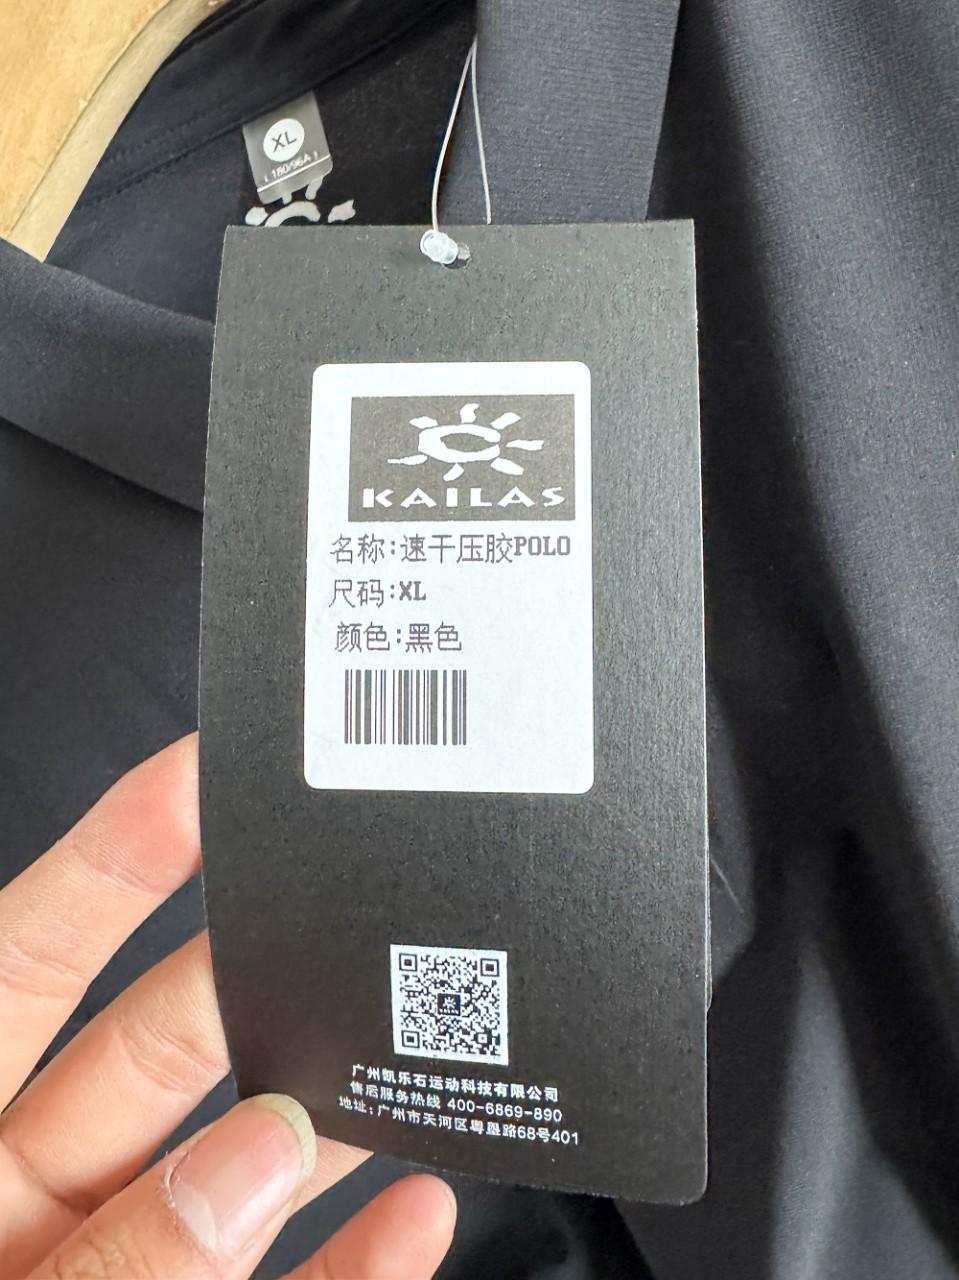 XL
(180/96A)
KAILAS
名称:速干压胶POLO
尺码:XL
颜色:黑色
KAILAS
广州凯乐石运动科技有限公司
售后服务热线 400-6869-890
地址:广州市天河区粤垦路68号401